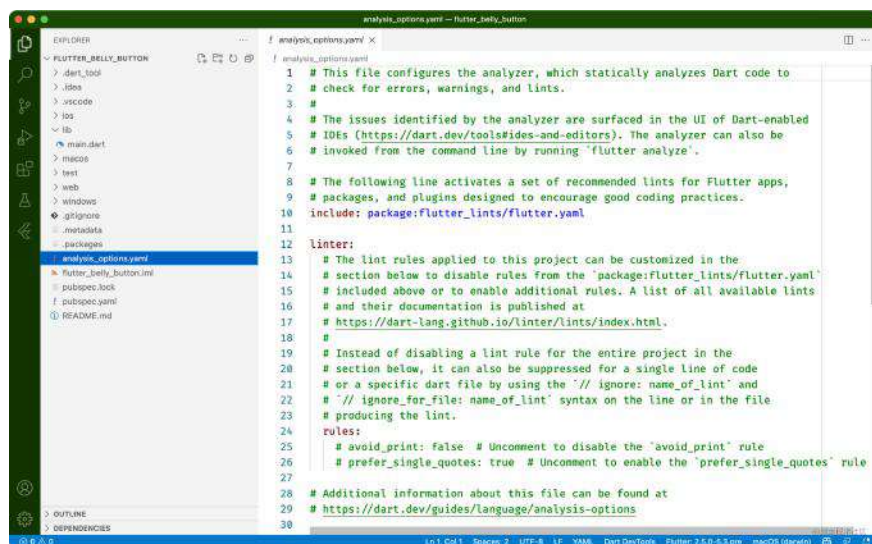 analysis_options.yaml — flutter_belly_button
EXPLORER
FLUTTER_BELLY_BUTTON
.dart_tool
.idea
.vscode
ios
lib
main.dart
macos
test
web
windows
.gitignore
.metadata
.packages
analysis_options.yaml
flutter_belly_button.iml
pubspec.lock
pubspec.yaml
README.md
OUTLINE
DEPENDENCIES
! analysis_options.yaml ×
! analysis_options.yaml
1 # This file configures the analyzer, which statically analyzes Dart code to
2 # check for errors, warnings, and lints.
3 #
4 # The issues identified by the analyzer are surfaced in the UI of Dart-enabled
5 # IDEs (https://dart.dev/tools#ides-and-editors). The analyzer can also be
6 # invoked from the command line by running `flutter analyze`.
7
8 # The following line activates a set of recommended lints for Flutter apps,
9 # packages, and plugins designed to encourage good coding practices.
10 include: package:flutter_lints/flutter.yaml
11
12 linter:
13 # The lint rules applied to this project can be customized in the
14 # section below to disable rules from the `package:flutter_lints/flutter.yaml`
15 # included above or to enable additional rules. A list of all available lints
16 # and their documentation is published at
17 # https://dart-lang.github.io/linter/lints/index.html.
18 #
19 # Instead of disabling a lint rule for the entire project in the
20 # section below, it can also be suppressed for a single line of code
21 # or a specific dart file by using the `// ignore: name_of_lint` and
22 # `// ignore_for_file: name_of_lint` syntax on the line or in the file
23 # producing the lint.
24 rules:
25 # avoid_print: false # Uncomment to disable the `avoid_print` rule
26 # prefer_single_quotes: true # Uncomment to enable the `prefer_single_quotes` rule
27
28 # Additional information about this file can be found at
29 # https://dart.dev/guides/language/analysis-options
30
0 0 Ln 1, Col 1 Spaces: 2 UTF-8 LF YAML Dart DevTools Flutter: 2.5.0-5.3.pre macOS (darwin)